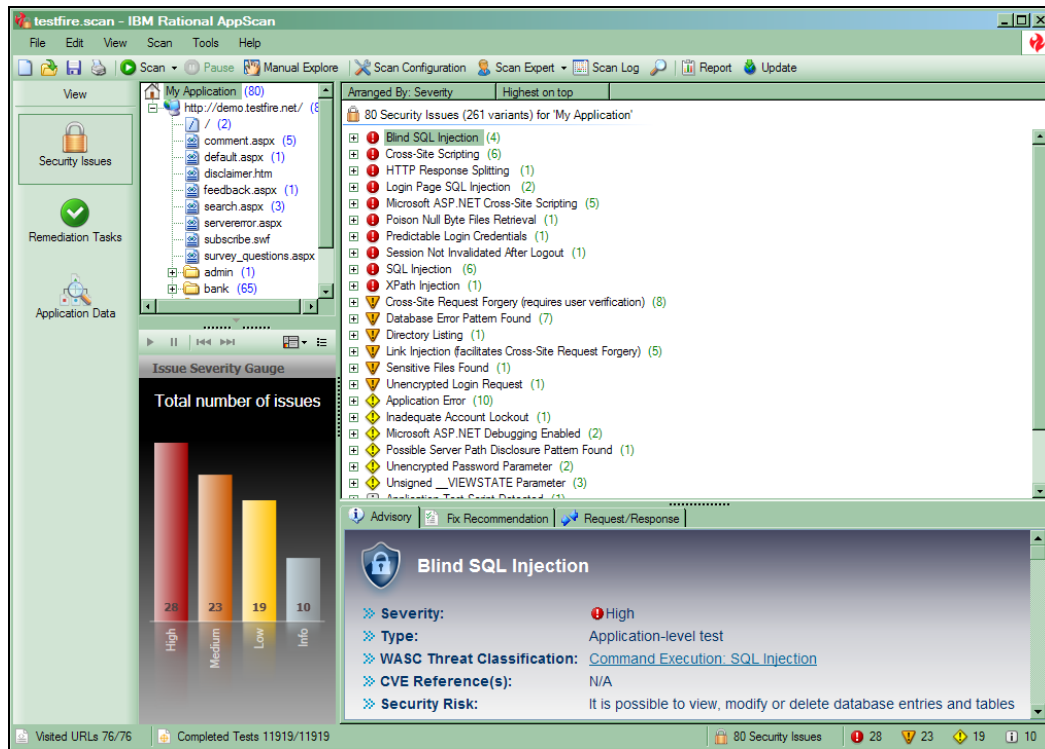 testfire.scan - IBM Rational AppScan
File Edit View Scan Tools Help
Scan Pause Manual Explore Scan Configuration Scan Expert Scan Log Report Update
View
Security Issues
Remediation Tasks
Application Data
My Application (80)
http://demo.testfire.net/ (8
/ (2)
comment.aspx (5)
default.aspx (1)
disclaimer.htm
feedback.aspx (1)
search.aspx (3)
servererror.aspx
subscribe.swf
survey_questions.aspx
admin (1)
bank (65)
Issue Severity Gauge
Total number of issues
28 23 19 10
High Medium Low Info
Arranged By: Severity Highest on top
80 Security Issues (261 variants) for 'My Application'
Blind SQL Injection (4)
Cross-Site Scripting (6)
HTTP Response Splitting (1)
Login Page SQL Injection (2)
Microsoft ASP.NET Cross-Site Scripting (5)
Poison Null Byte Files Retrieval (1)
Predictable Login Credentials (1)
Session Not Invalidated After Logout (1)
SQL Injection (6)
XPath Injection (1)
Cross-Site Request Forgery (requires user verification) (8)
Database Error Pattern Found (7)
Directory Listing (1)
Link Injection (facilitates Cross-Site Request Forgery) (5)
Sensitive Files Found (1)
Unencrypted Login Request (1)
Application Error (10)
Inadequate Account Lockout (1)
Microsoft ASP.NET Debugging Enabled (2)
Possible Server Path Disclosure Pattern Found (1)
Unencrypted Password Parameter (2)
Unsigned __VIEWSTATE Parameter (3)
Application Test Script Detected (1)
Advisory Fix Recommendation Request/Response
Blind SQL Injection
Severity: High
Type: Application-level test
WASC Threat Classification: Command Execution: SQL Injection
CVE Reference(s): N/A
Security Risk: It is possible to view, modify or delete database entries and tables
Visited URLs 76/76 Completed Tests 11919/11919 80 Security Issues 28 23 19 10